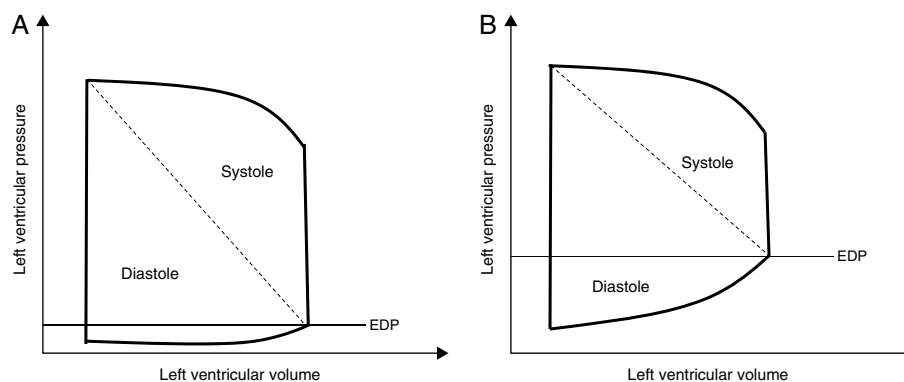 A
Left ventricular pressure
Systole
Diastole
EDP
Left ventricular volume
B
Left ventricular pressure
Systole
EDP
Diastole
Left ventricular volume